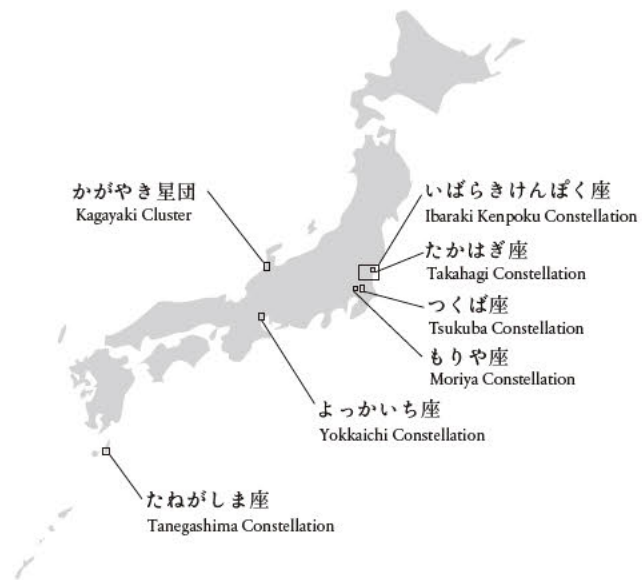 かがやき星団
Kagayaki Cluster
いばらきけんぽく座
Ibaraki Kenpoku Constellation
たかはぎ座
Takahagi Constellation
つくば座
Tsukuba Constellation
もりや座
Moriya Constellation
よっかいち座
Yokkaichi Constellation
たねがしま座
Tanegashima Constellation